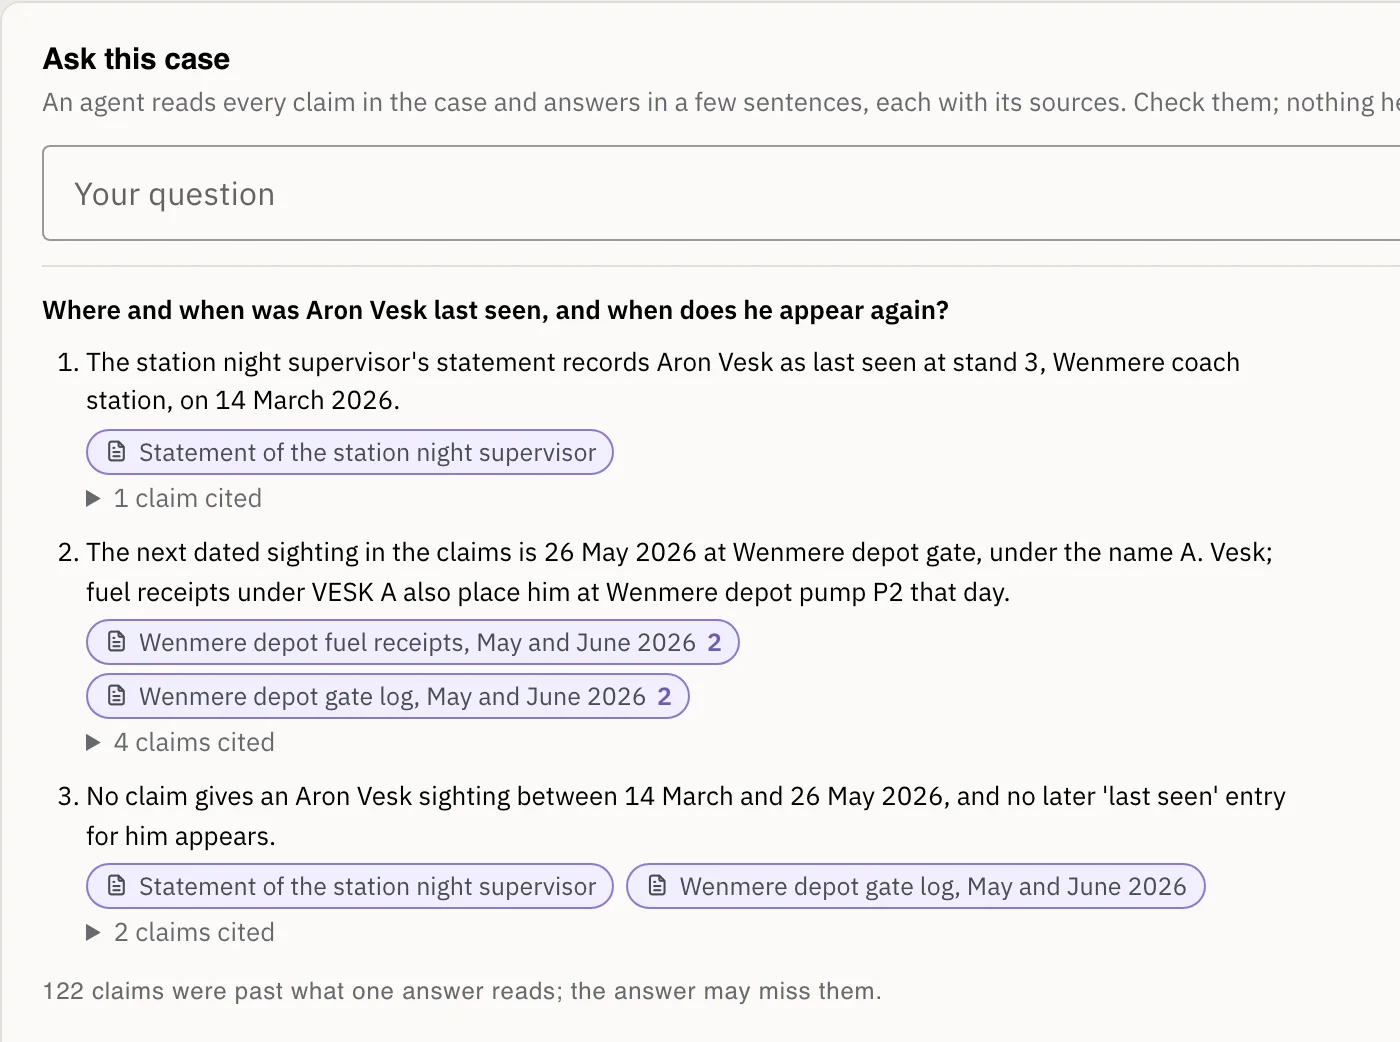 Ask this case
An agent reads every claim in the case and answers in a few sentences, each with its sources. Check them; nothing
Your question
Where and when was Aron Vesk last seen, and when does he appear again?
1. The station night supervisor's statement records Aron Vesk as last seen at stand 3, Wenmere coach
station, on 14 March 2026.
Statement of the station night supervisor
▶ 1 claim cited
2. The next dated sighting in the claims is 26 May 2026 at Wenmere depot gate, under the name A. Vesk;
fuel receipts under VESK A also place him at Wenmere depot pump P2 that day.
Wenmere depot fuel receipts, May and June 2026 2
Wenmere depot gate log, May and June 2026 2
▶ 4 claims cited
3. No claim gives an Aron Vesk sighting between 14 March and 26 May 2026, and no later 'last seen' entry
for him appears.
Statement of the station night supervisor Wenmere depot gate log, May and June 2026
▶ 2 claims cited
122 claims were past what one answer reads; the answer may miss them.